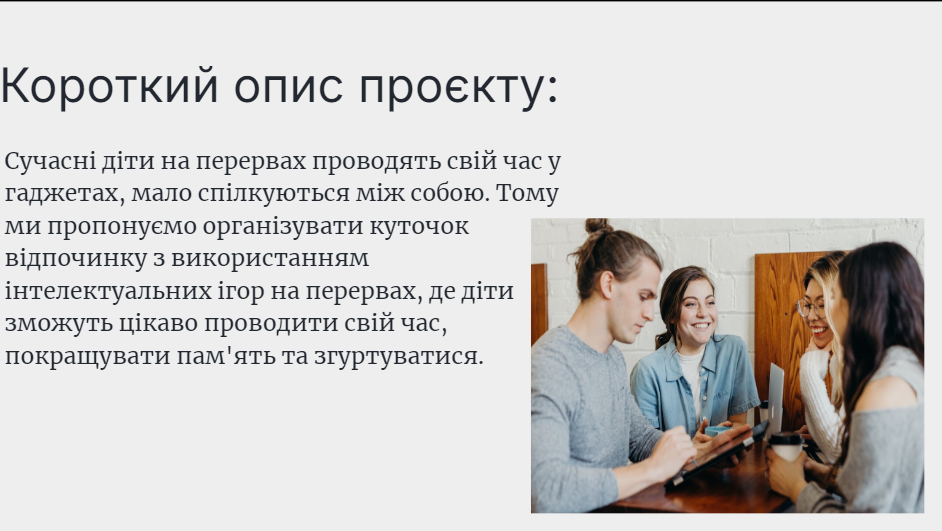 Короткий опис проєкту:
Сучасні діти на перервах проводять свій час у
гаджетах, мало спілкуються між собою. Тому
ми пропонуємо організувати куточок
відпочинку з використанням
інтелектуальних ігор на перервах, де діти
зможуть цікаво проводити свій час,
покращувати пам'ять та згуртуватися.